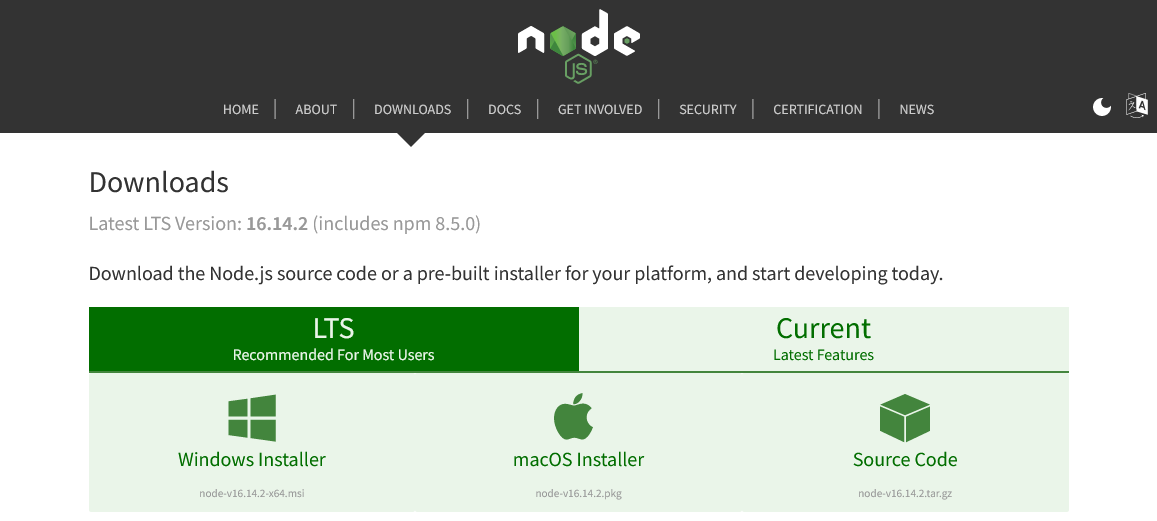 node
JS
HOME ABOUT DOWNLOADS DOCS GET INVOLVED SECURITY CERTIFICATION NEWS
Downloads
Latest LTS Version: 16.14.2 (includes npm 8.5.0)
Download the Node.js source code or a pre-built installer for your platform, and start developing today.
LTS
Recommended For Most Users
Current
Latest Features
Windows Installer
node-v16.14.2-x64.msi
macOS Installer
node-v16.14.2.pkg
Source Code
node-v16.14.2.tar.gz